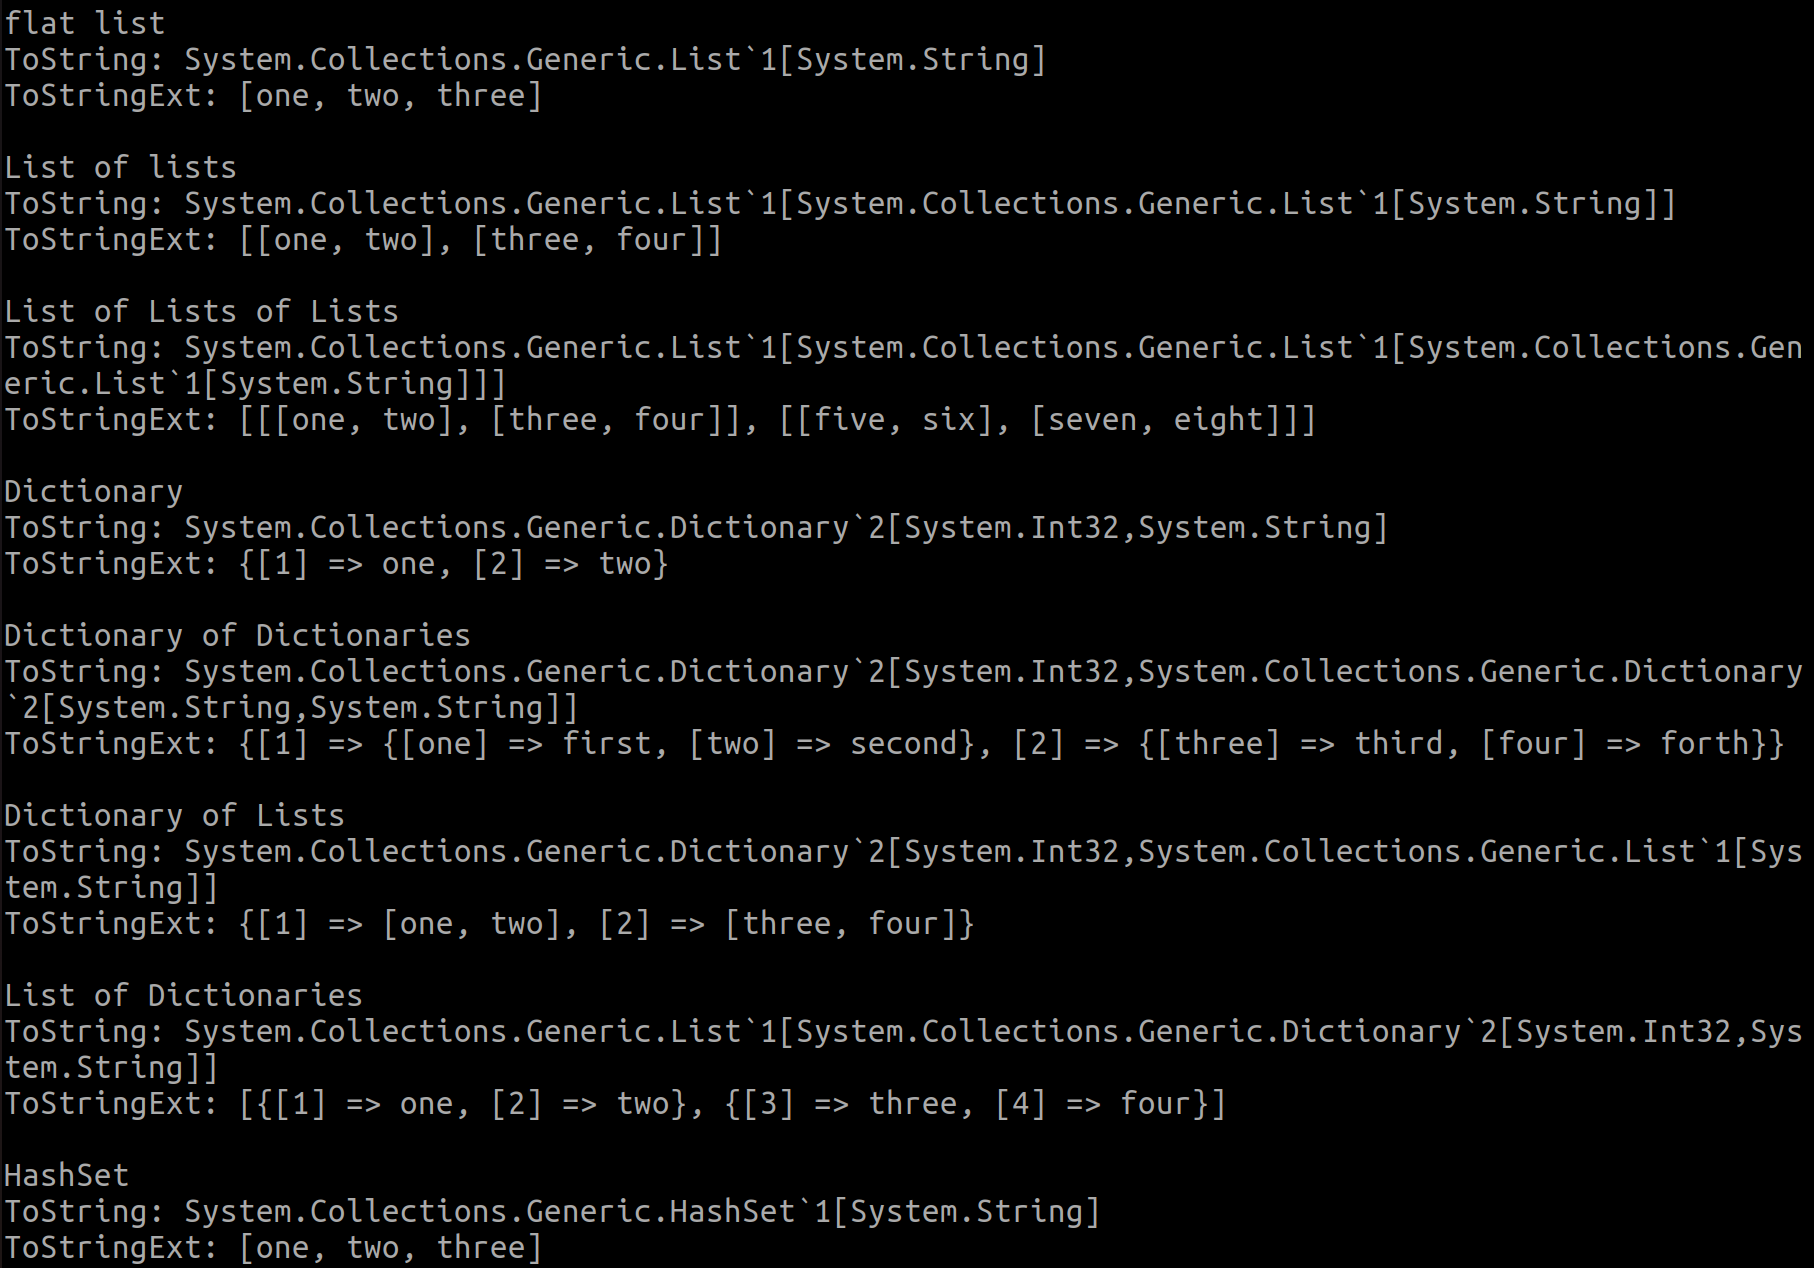 flat list
ToString: System.Collections.Generic.List`1[System.String]
ToStringExt: [one, two, three]
List of lists
ToString: System.Collections.Generic.List`1[System.Collections.Generic.List`1[System.String]]
ToStringExt: [[one, two], [three, four]]
List of Lists of Lists
ToString: System.Collections.Generic.List`1[System.Collections.Generic.List`1[System.Collections.Gen
eric.List`1[System.String]]]
ToStringExt: [[[one, two], [three, four]], [[five, six], [seven, eight]]]
Dictionary
ToString: System.Collections.Generic.Dictionary`2[System.Int32,System.String]
ToStringExt: {[1] => one, [2] => two}
Dictionary of Dictionaries
ToString: System.Collections.Generic.Dictionary`2[System.Int32,System.Collections.Generic.Dictionary
`2[System.String,System.String]]
ToStringExt: {[1] => {[one] => first, [two] => second}, [2] => {[three] => third, [four] => forth}}
Dictionary of Lists
ToString: System.Collections.Generic.Dictionary`2[System.Int32,System.Collections.Generic.List`1[Sys
tem.String]]
ToStringExt: {[1] => [one, two], [2] => [three, four]}
List of Dictionaries
ToString: System.Collections.Generic.List`1[System.Collections.Generic.Dictionary`2[System.Int32,Sys
tem.String]]
ToStringExt: [{[1] => one, [2] => two}, {[3] => three, [4] => four}]
HashSet
ToString: System.Collections.Generic.HashSet`1[System.String]
ToStringExt: [one, two, three]